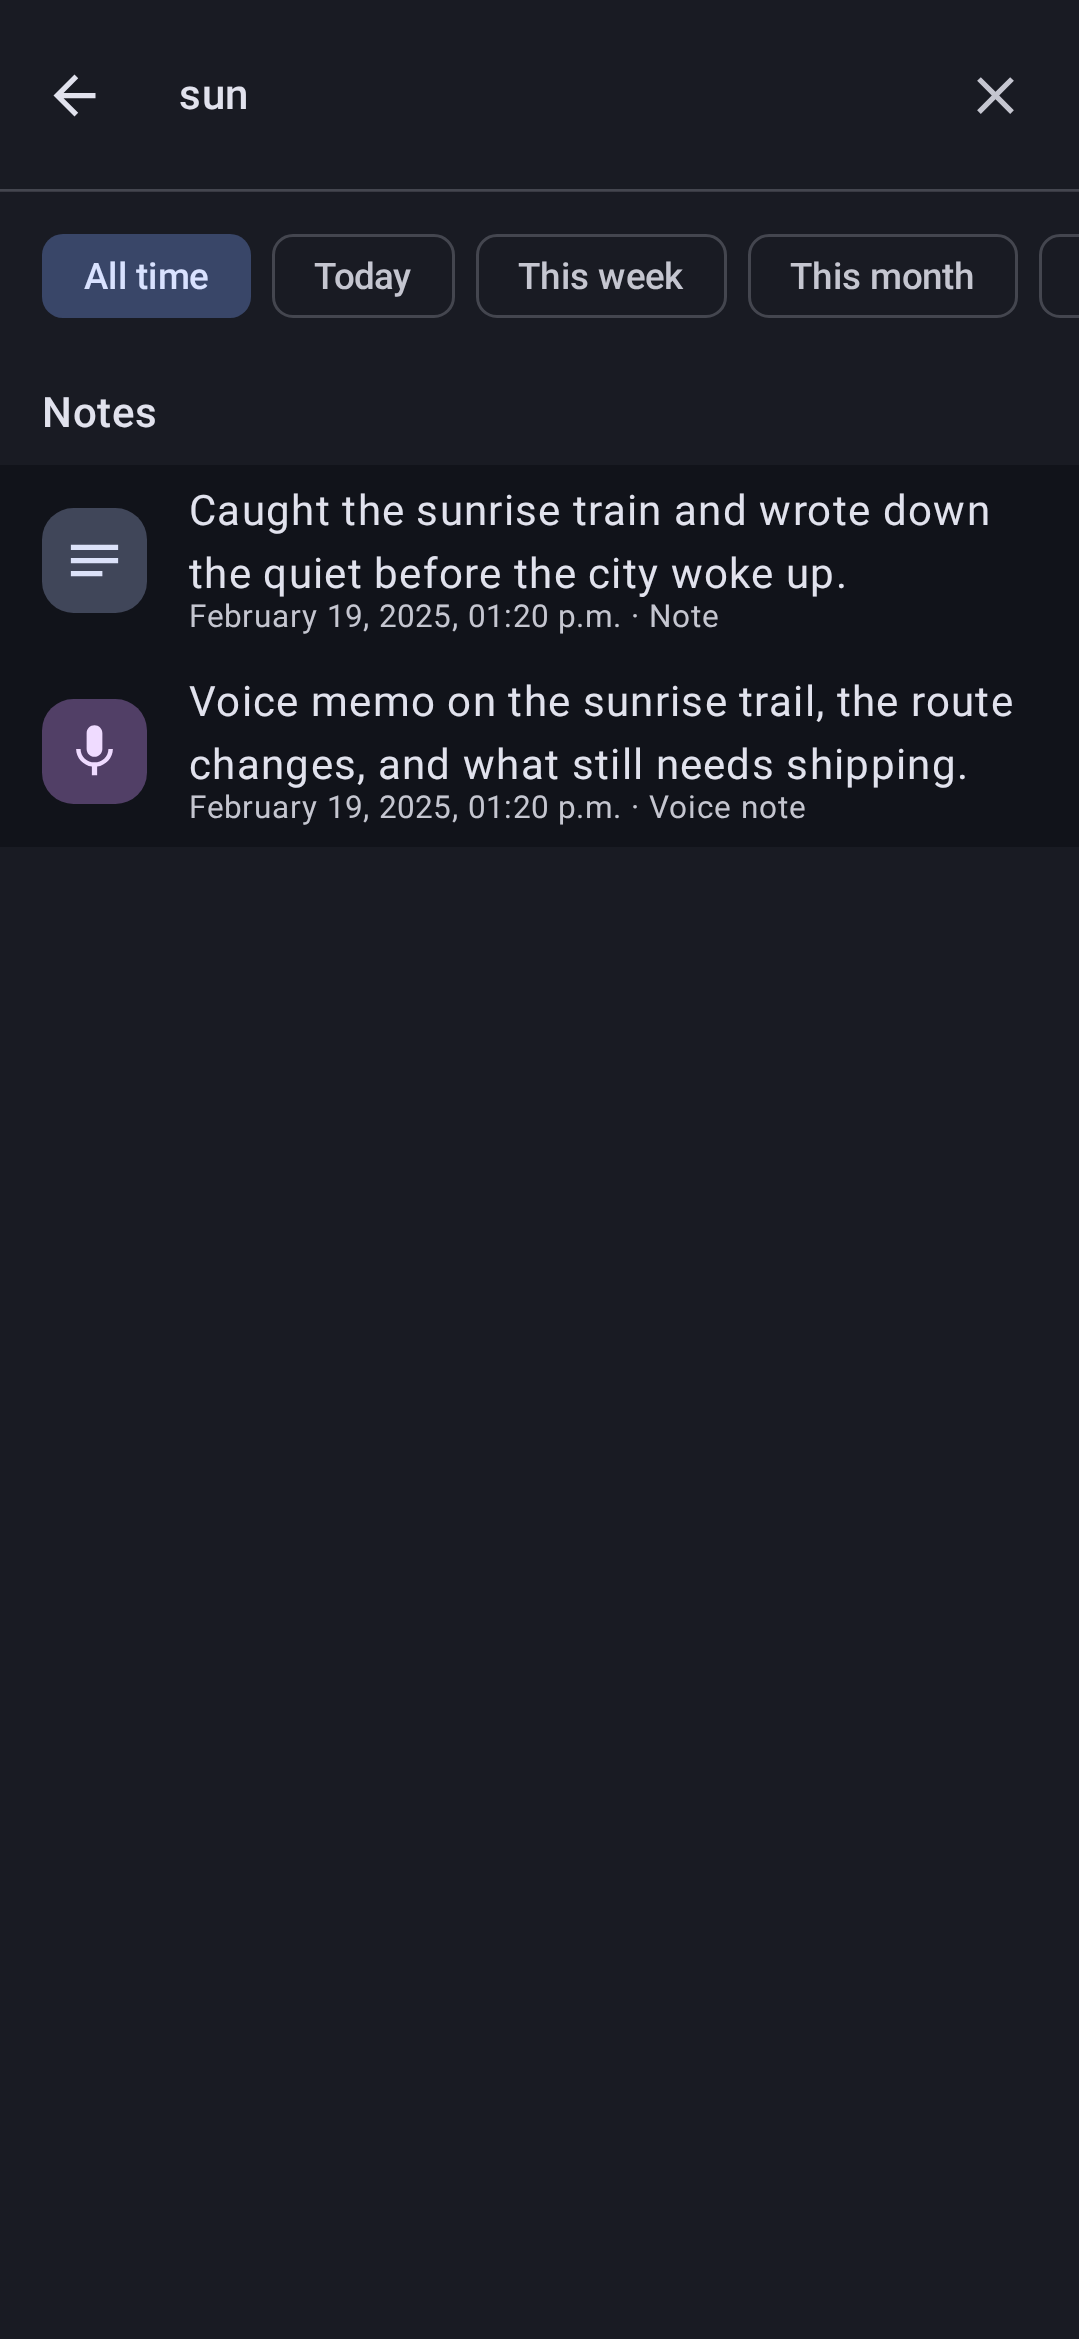 sun
All time
Today
This week
This month
Notes
Caught the sunrise train and wrote down
the quiet before the city woke up.
February 19, 2025, 01:20 p.m. · Note
Voice memo on the sunrise trail, the route
changes, and what still needs shipping.
February 19, 2025, 01:20 p.m. · Voice note